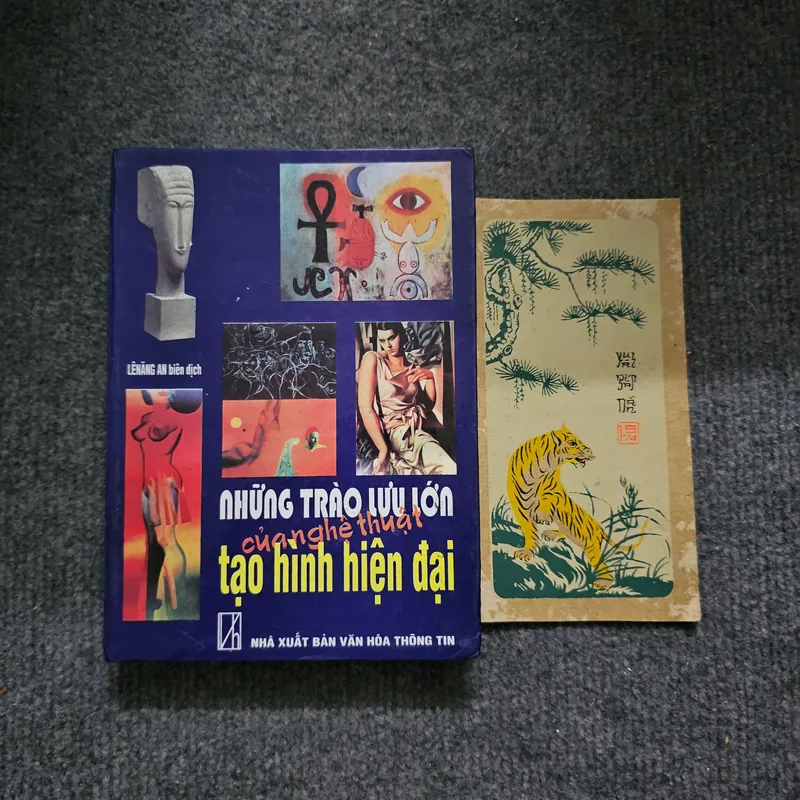 LÊNĂNG AN biên dịch
NHỮNG TRÀO LƯU LỚN
của nghệ thuật
tạo hình hiện đại
NHÀ XUẤT BẢN VĂN HÓA THÔNG TIN
1974